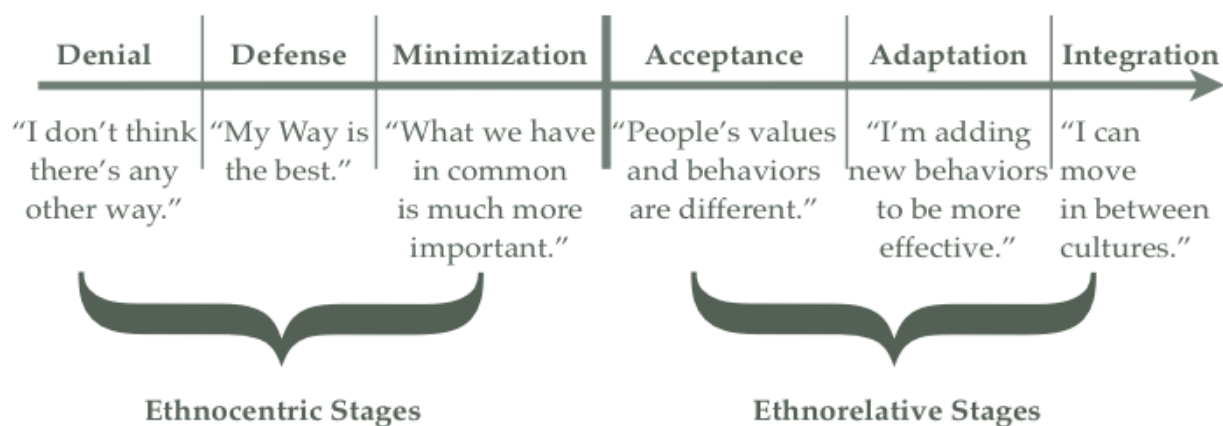 Denial
Defense
Minimization
Acceptance
Adaptation
Integration
“I don’t think
there’s any
other way.”
“My Way is
the best.”
“What we have
in common
is much more
important.”
“People’s values
and behaviors
are different.”
“I’m adding
new behaviors
to be more
effective.”
“I can
move
in between
cultures.”
Ethnocentric Stages
Ethnorelative Stages